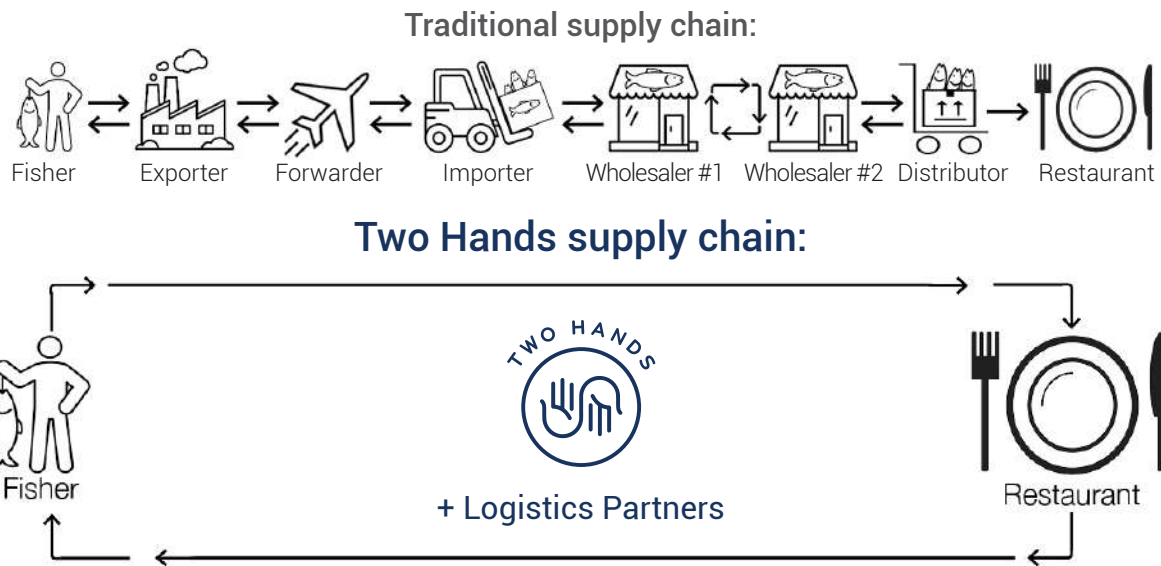 Traditional supply chain:
Fisher Exporter Forwarder Importer Wholesaler #1 Wholesaler #2 Distributor Restaurant
Two Hands supply chain:
TWO HANDS
Fisher
Restaurant
+ Logistics Partners